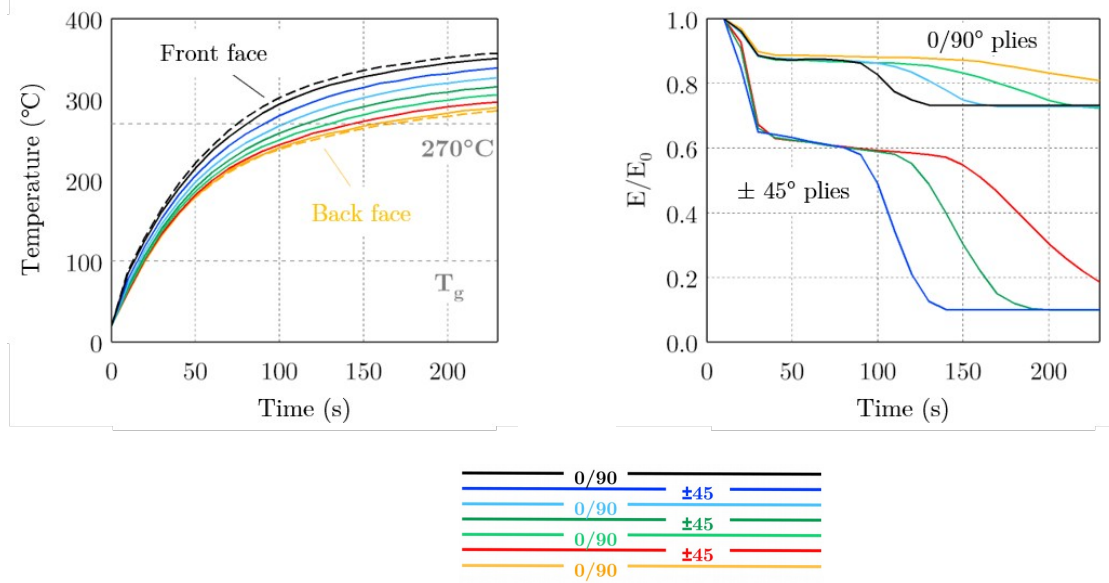 400
300
200
100
0
Temperature (°C)
Front face
270°C
Back face
T_g
0 50 100 150 200
Time (s)
1.0
0.8
0.6
0.4
0.2
0.0
E/E_0
0/90° plies
± 45° plies
0 50 100 150 200
Time (s)
0/90
±45
0/90
±45
0/90
±45
0/90